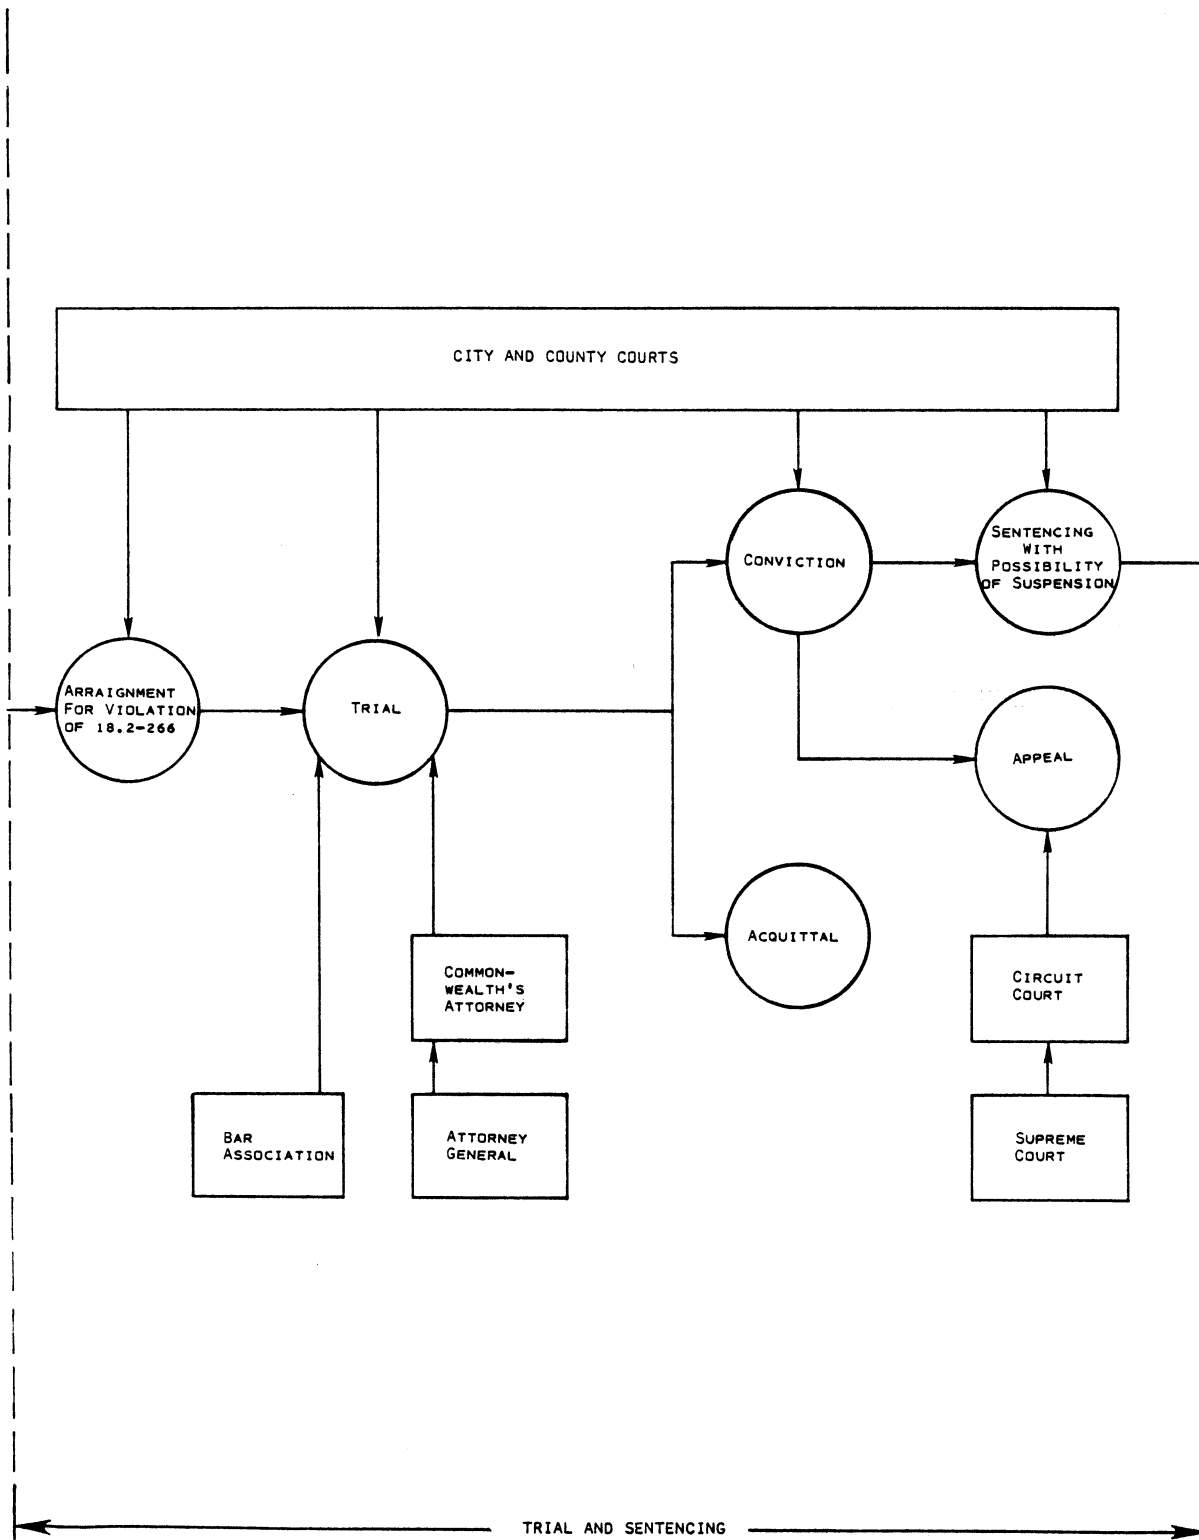 CITY AND COUNTY COURTS
SENTENCING
WITH
POSSIBILITY
OF SUSPENSION
CONVICTION
ARRAIGNMENT
FOR VIOLATION
OF 18.2-266
TRIAL
APPEAL
ACQUITTAL
COMMON-
WEALTH'S
ATTORNEY
CIRCUIT
COURT
BAR
ASSOCIATION
ATTORNEY
GENERAL
SUPREME
COURT
TRIAL AND SENTENCING